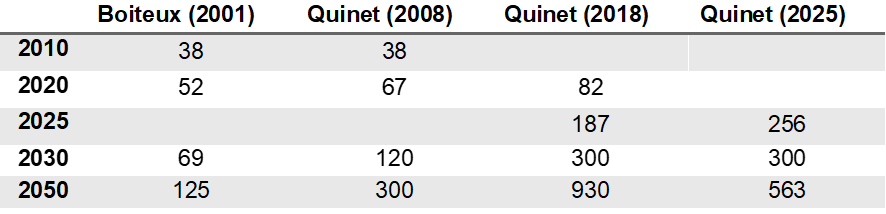 Boiteux (2001) Quinet (2008) Quinet (2018) Quinet (2025)
2010 38 38
2020 52 67 82
2025 187 256
2030 69 120 300 300
2050 125 300 930 563